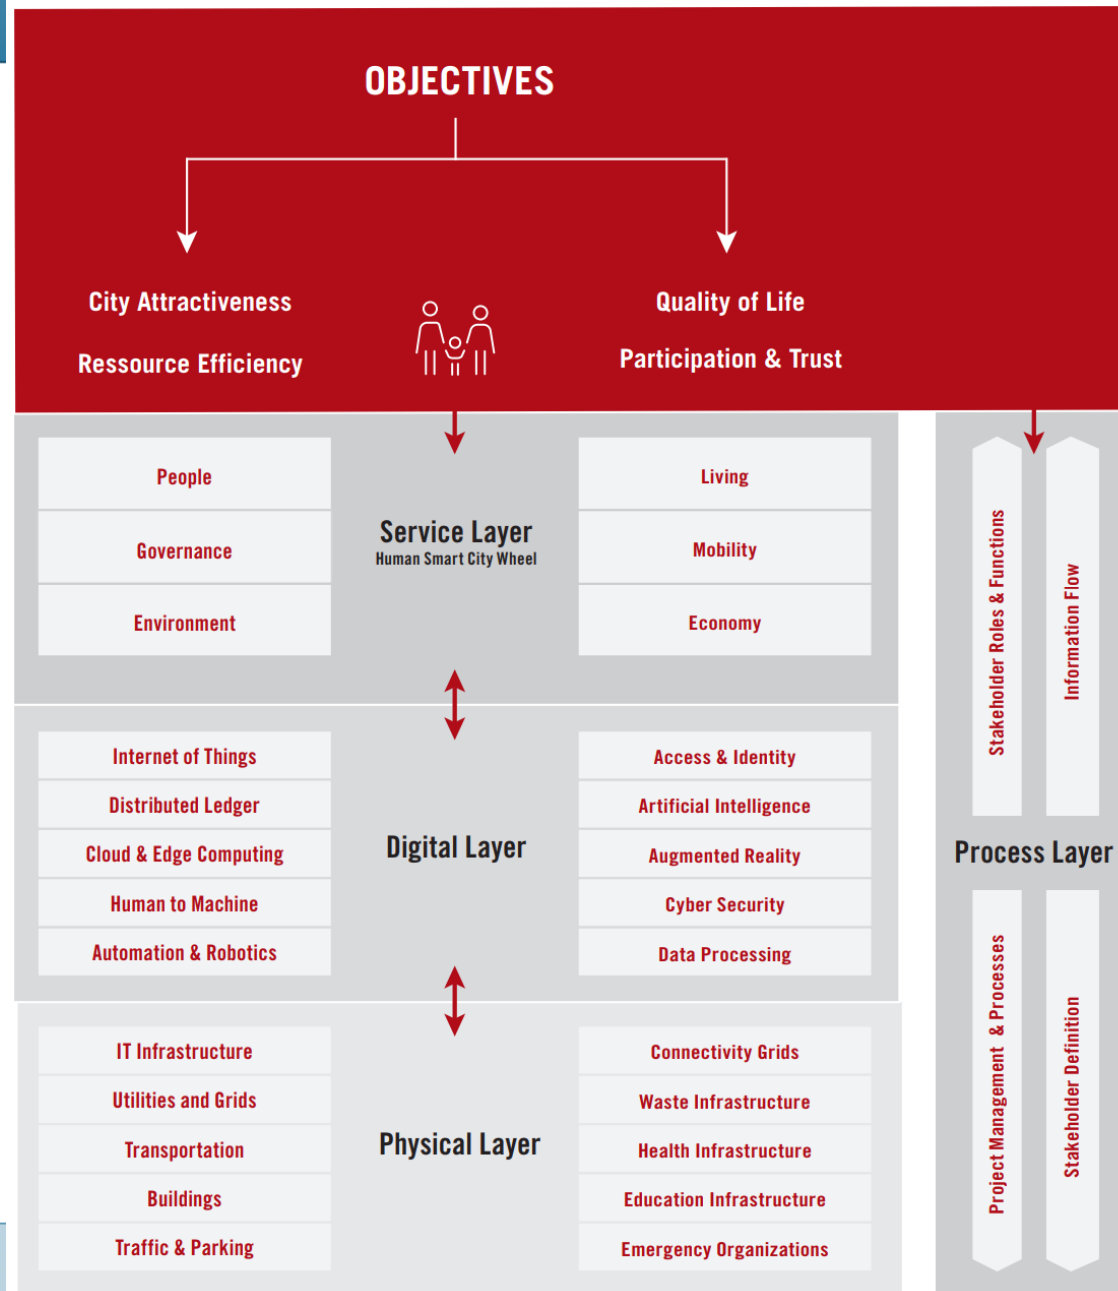 OBJECTIVES
City Attractiveness
Ressource Efficiency
Quality of Life
Participation & Trust
People
Governance
Environment
Service Layer
Human Smart City Wheel
Living
Mobility
Economy
Internet of Things
Distributed Ledger
Cloud & Edge Computing
Human to Machine
Automation & Robotics
Digital Layer
Access & Identity
Artificial Intelligence
Augmented Reality
Cyber Security
Data Processing
IT Infrastructure
Utilities and Grids
Transportation
Buildings
Traffic & Parking
Physical Layer
Connectivity Grids
Waste Infrastructure
Health Infrastructure
Education Infrastructure
Emergency Organizations
Stakeholder Roles & Functions
Information Flow
Process Layer
Project Management & Processes
Stakeholder Definition